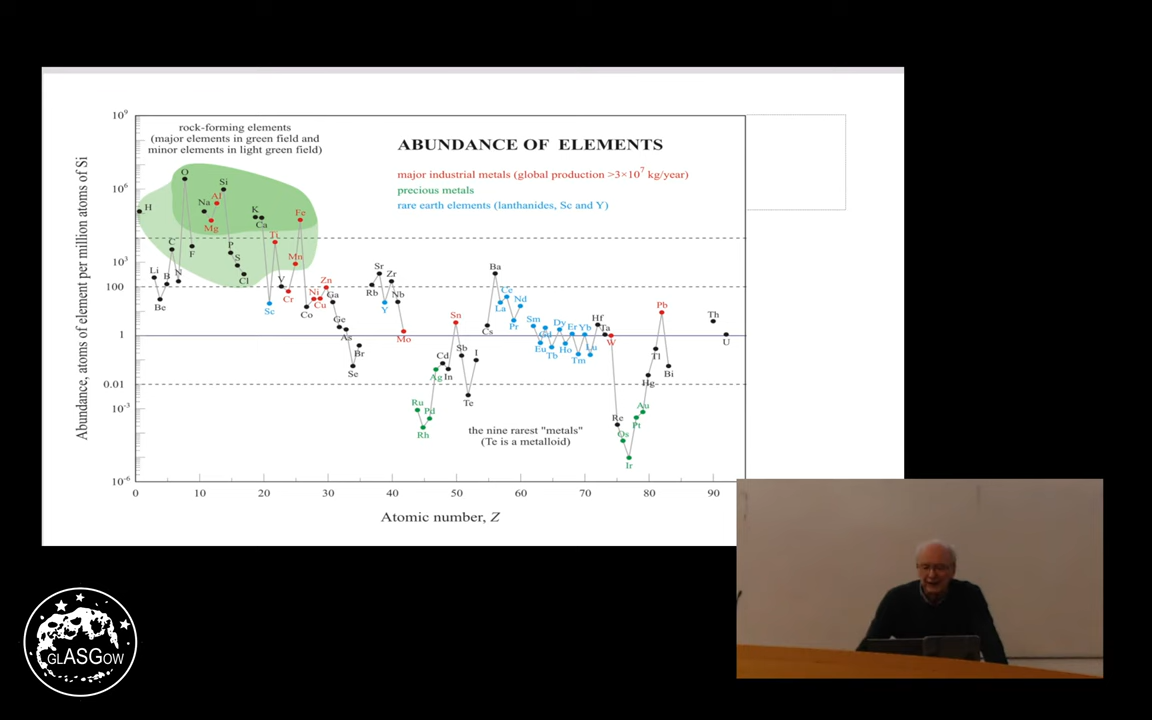 10⁹
rock-forming elements
(major elements in green field and
minor elements in light green field)
ABUNDANCE OF ELEMENTS
major industrial metals (global production >3×10⁷ kg/year)
precious metals
rare earth elements (lanthanides, Sc and Y)
Abundance, atoms of element per million atoms of Si
10⁶
10³
100
1
0.01
10⁻³
10⁻⁶
H
Li
Be
B
C
N
O
F
Na
Mg
Al
Si
P
S
Cl
K
Ca
Sc
Ti
V
Cr
Mn
Fe
Co
Ni
Cu
Zn
Ga
Ge
As
Se
Br
Rb
Sr
Y
Zr
Nb
Mo
Ru
Rh
Pd
Ag
Cd
In
Sn
Sb
Te
I
Cs
Ba
La
Ce
Pr
Nd
Sm
Eu
Gd
Tb
Dy
Ho
Er
Tm
Yb
Lu
Hf
Ta
W
Re
Os
Ir
Pt
Au
Hg
Tl
Pb
Bi
Th
U
the nine rarest "metals"
(Te is a metalloid)
0 10 20 30 40 50 60 70 80 90
Atomic number, Z
GLASGOW